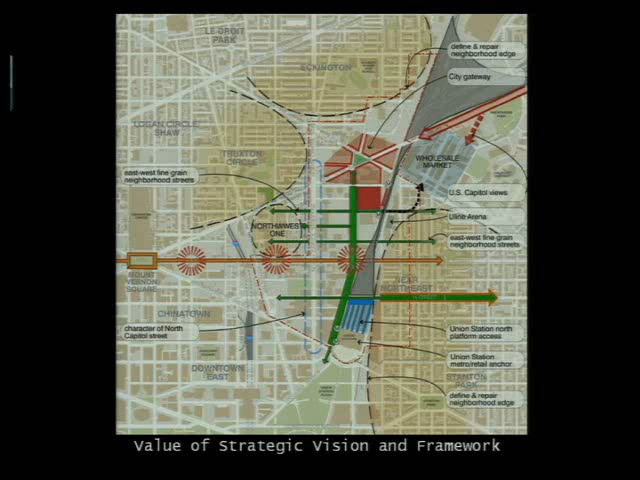 LE DROIT
PARK
define & repair
neighborhood edge
ECKINGTON
City gateway
LOGAN CIRCLE/
SHAW
TRUXTON
CIRCLE
WHOLESALE
MARKET
east-west fine grain
neighborhood streets
U.S. Capitol views
Uline Arena
NORTHWWEST
ONE
east-west fine grain
neighborhood streets
MOUNT
VERNON
SQUARE
NEAR
NORTHEAST
CHINATOWN
character of North
Capitol street
Union Station north
platform access
Union Station
metro/retail anchor
DOWNTOWN
EAST
STANTON
PARK
define & repair
neighborhood edge
Value of Strategic Vision and Framework